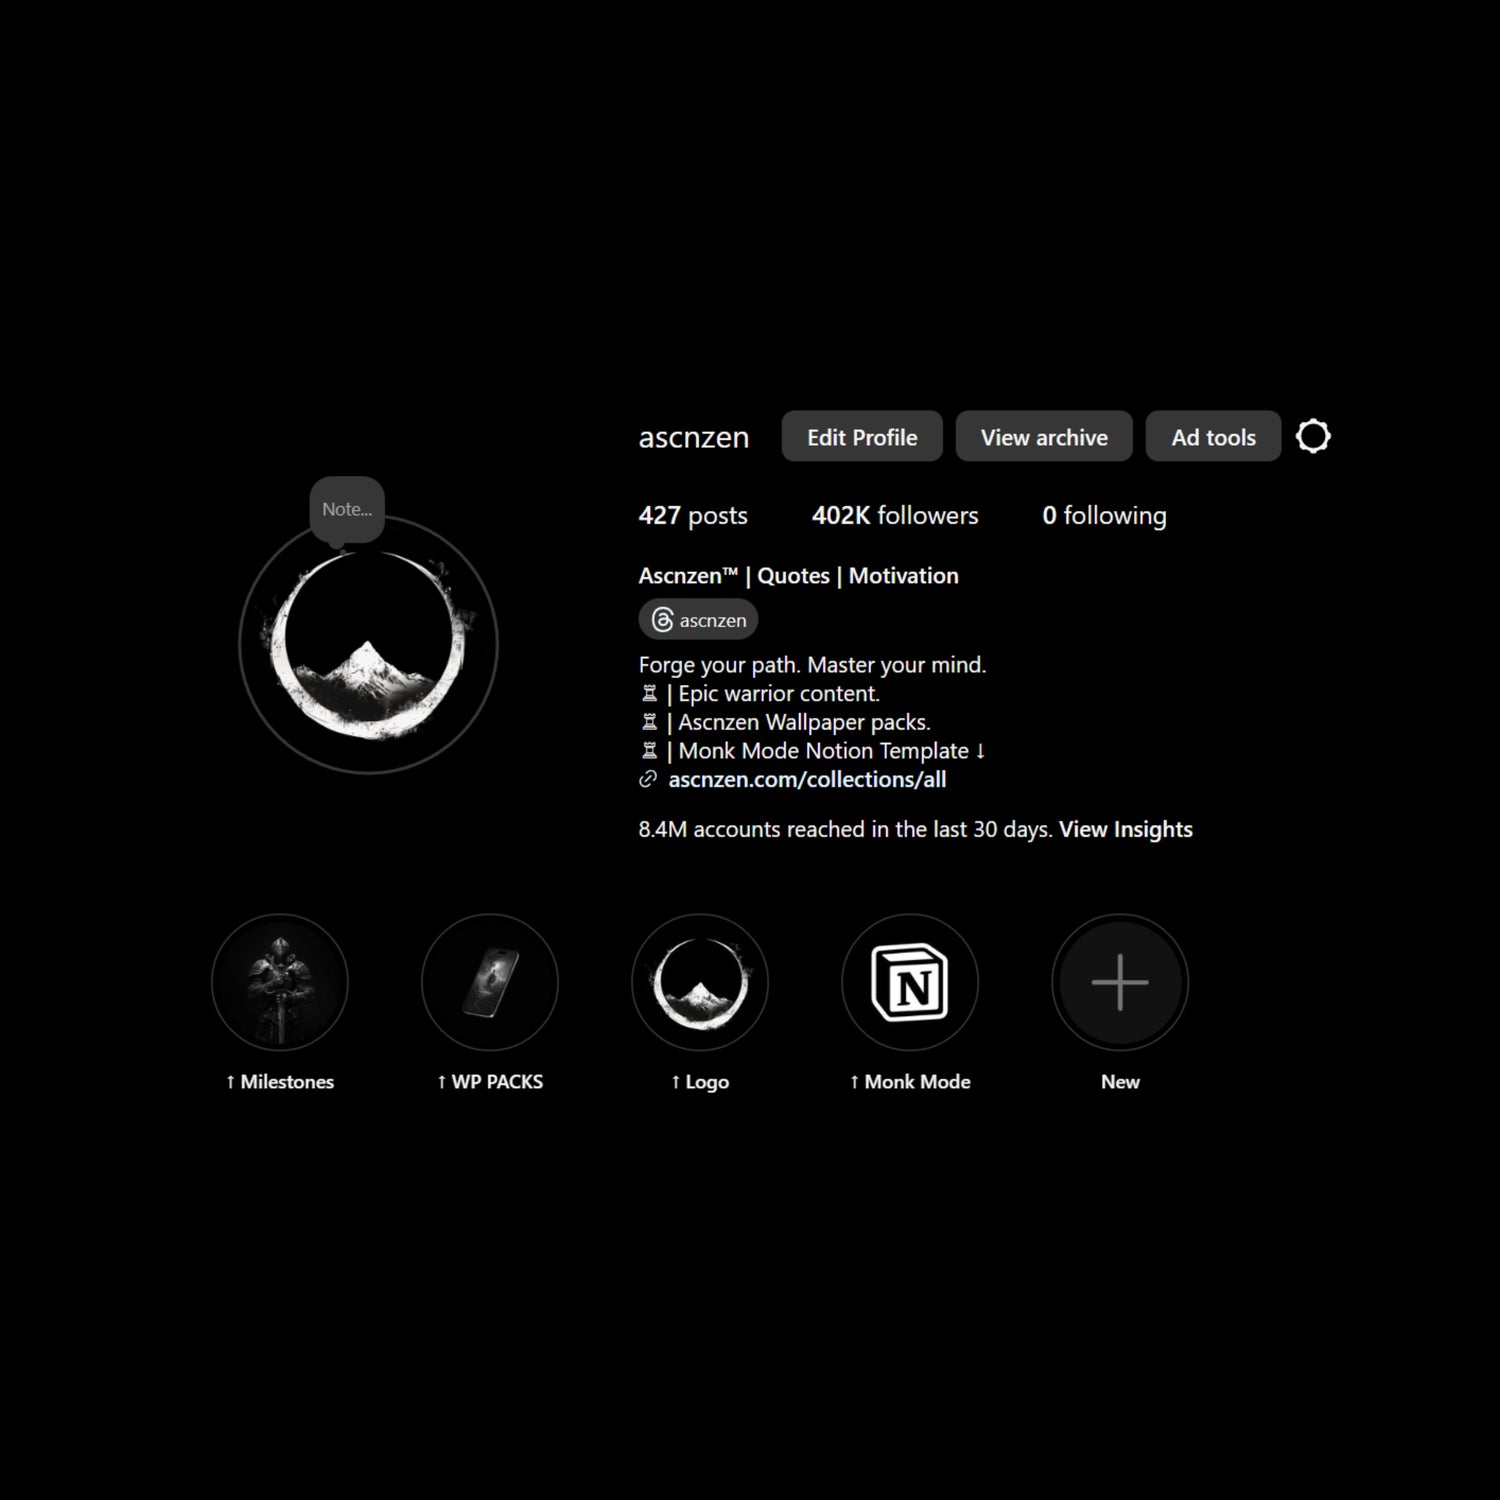 ascnzen Edit Profile View archive Ad tools
Note...
427 posts 402K followers 0 following
Ascnzen™ | Quotes | Motivation
ascnzen
Forge your path. Master your mind.
♖ | Epic warrior content.
♖ | Ascnzen Wallpaper packs.
♖ | Monk Mode Notion Template ↓
ascnzen.com/collections/all
8.4M accounts reached in the last 30 days. View Insights
N
↑ Milestones ↑ WP PACKS ↑ Logo ↑ Monk Mode New